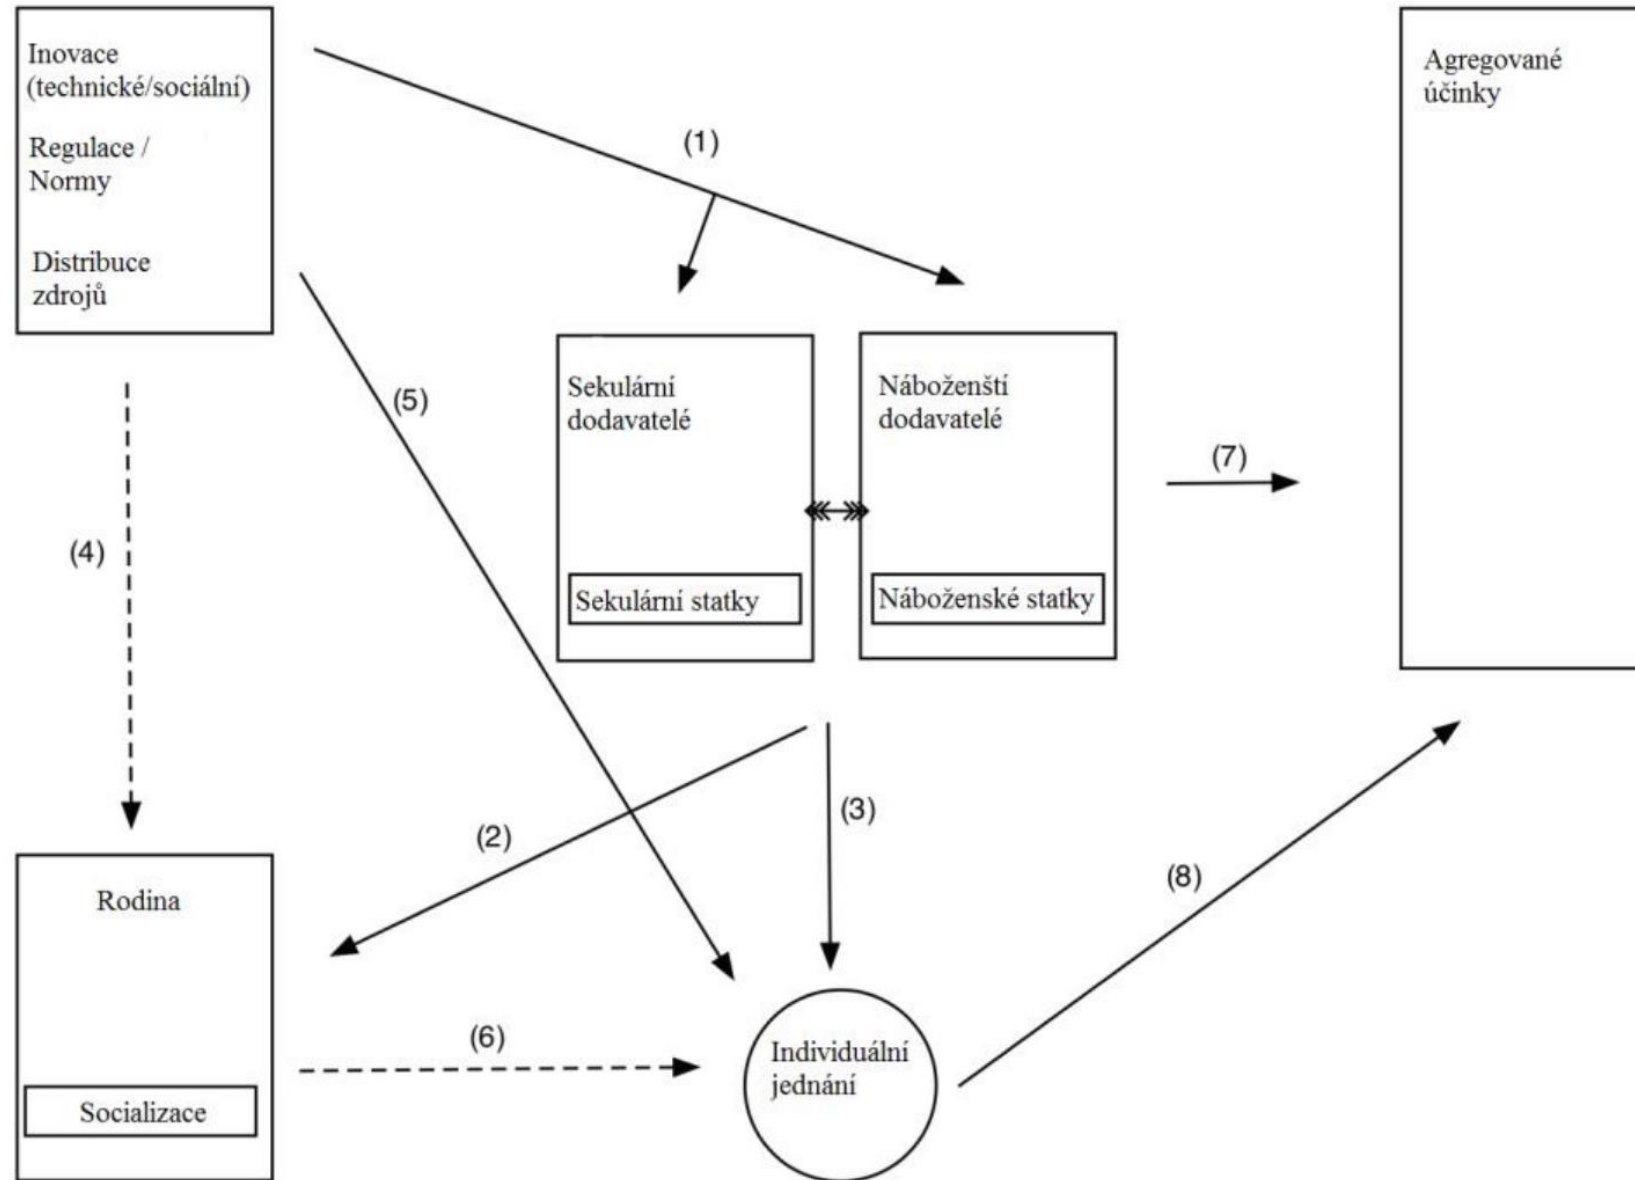 Inovace
(technické/sociální)
Regulace /
Normy
Distribuce
zdrojů
(1)
Agregované
účinky
(5)
Sekulární
dodavatelé
Sekulární statky
Náboženští
dodavatelé
Náboženské statky
(7)
(4)
(2)
(3)
(8)
Rodina
Socializace
(6)
Individuální
jednání